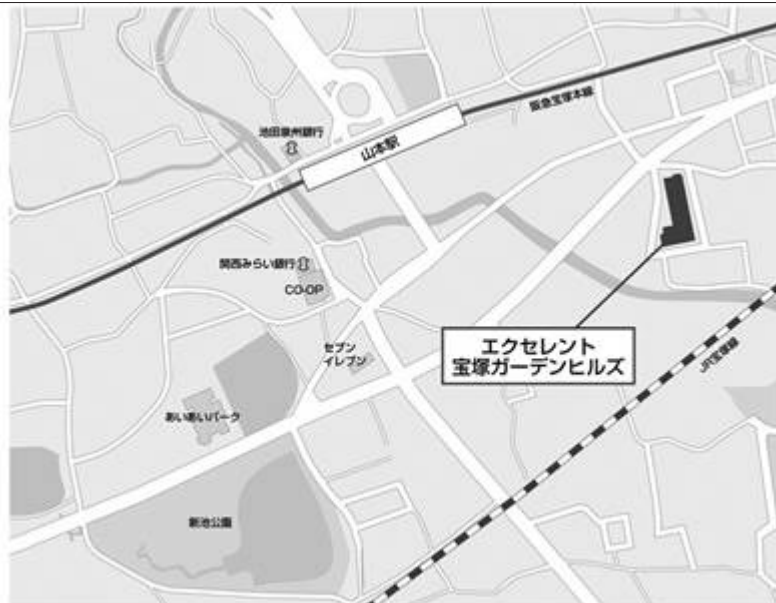 阪急宝塚本線
池田泉州銀行
山本駅
関西みらい銀行
CO-OP
セブン
イレブン
エクセレント
宝塚ガーデンヒルズ
JR宝塚線
あいあいパーク
新池公園